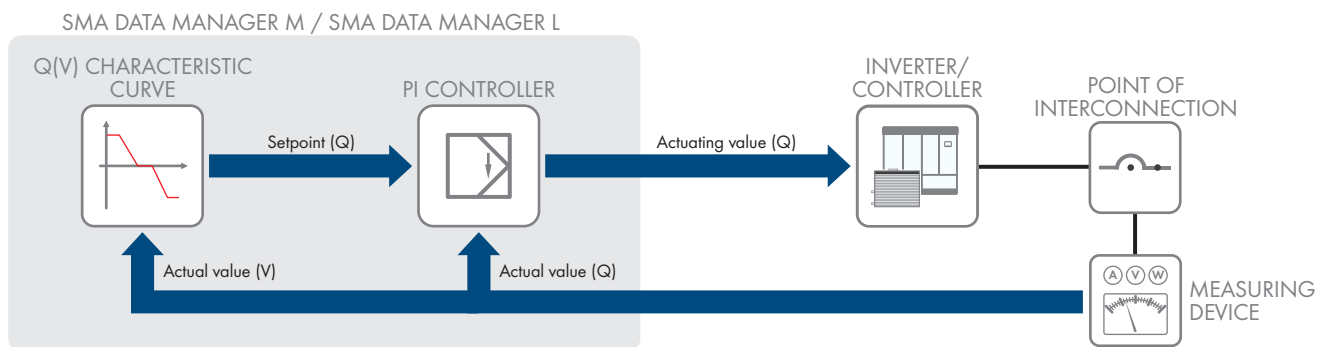 SMA DATA MANAGER M / SMA DATA MANAGER L
Q(V) CHARACTERISTIC
CURVE
PI CONTROLLER
INVERTER/
CONTROLLER
POINT OF
INTERCONNECTION
Setpoint (Q)
Actuating value (Q)
Actual value (V)
Actual value (Q)
A V W
MEASURING
DEVICE